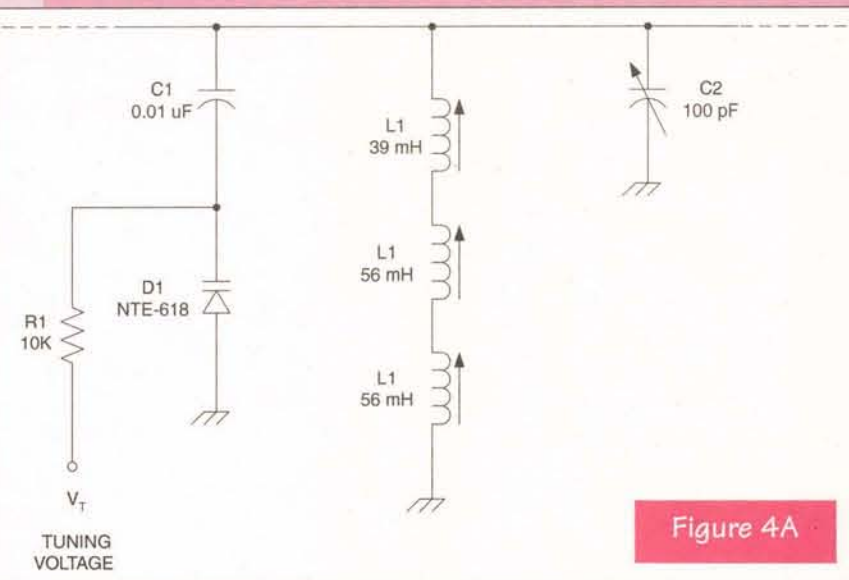 C1
0.01 uF
L1
39 mH
C2
100 pF
D1
NTE-618
L1
56 mH
R1
10K
L1
56 mH
VT
TUNING
VOLTAGE
Figure 4A